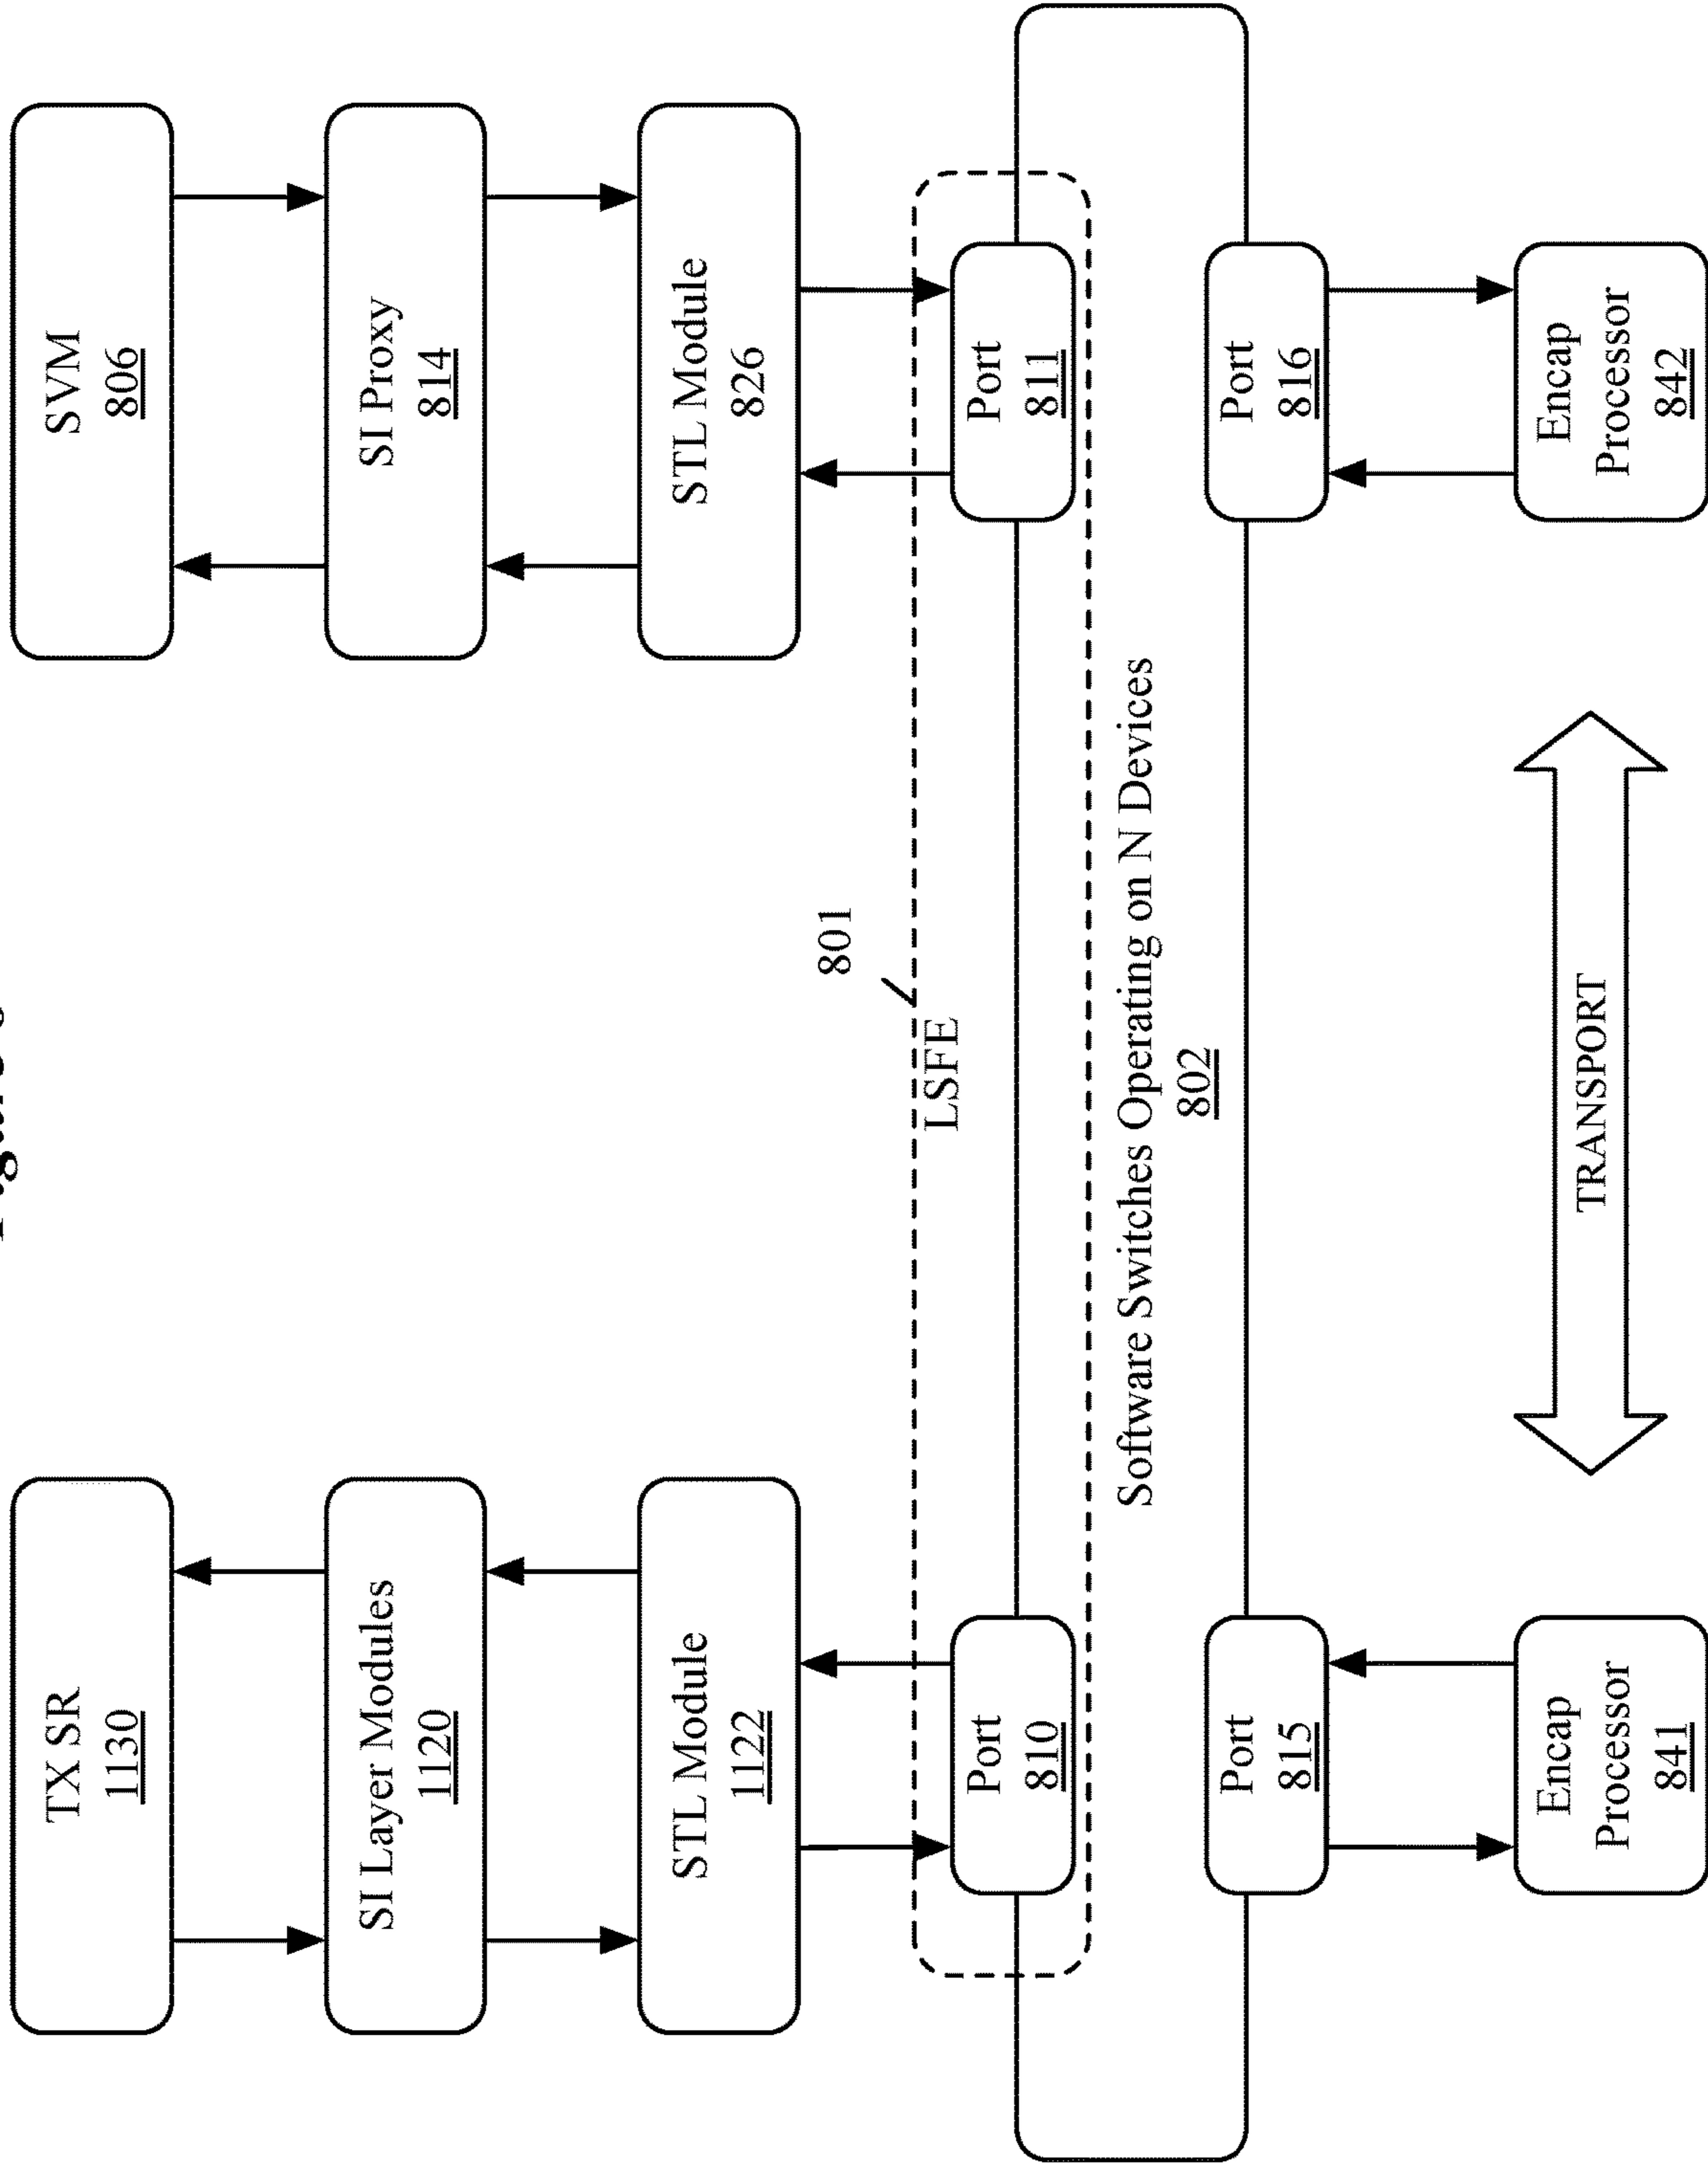 TX SR
1130
SVM
806
SI Layer Modules
1120
SI Proxy
814
STL Module
1122
STL Module
826
801
LSFE
Port
810
Port
811
Software Switches Operating on N Devices
802
Port
815
Port
816
Encap
Processor
841
TRANSPORT
Encap
Processor
842